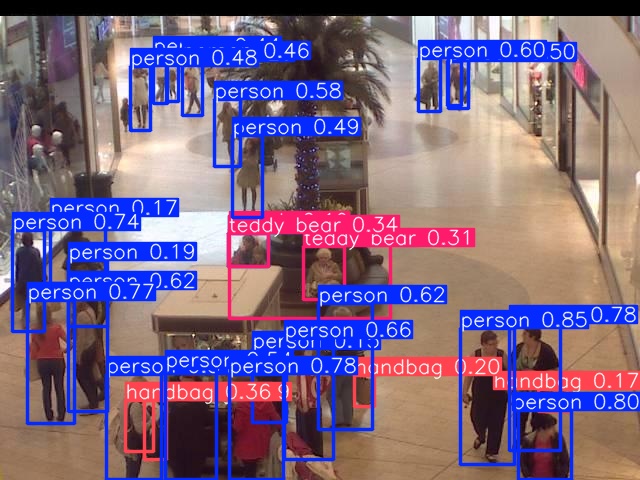 person 0.46
person 0.48
person 0.60
50
person 0.58
person 0.49
person 0.17
person 0.74
teddy bear 0.34
teddy bear 0.31
person 0.19
person 0.62
person 0.77
person 0.62
person 0.85
0.78
person 0.66
person 0.78
handbag 0.20
handbag 0.17
handbag 0.36
person 0.80